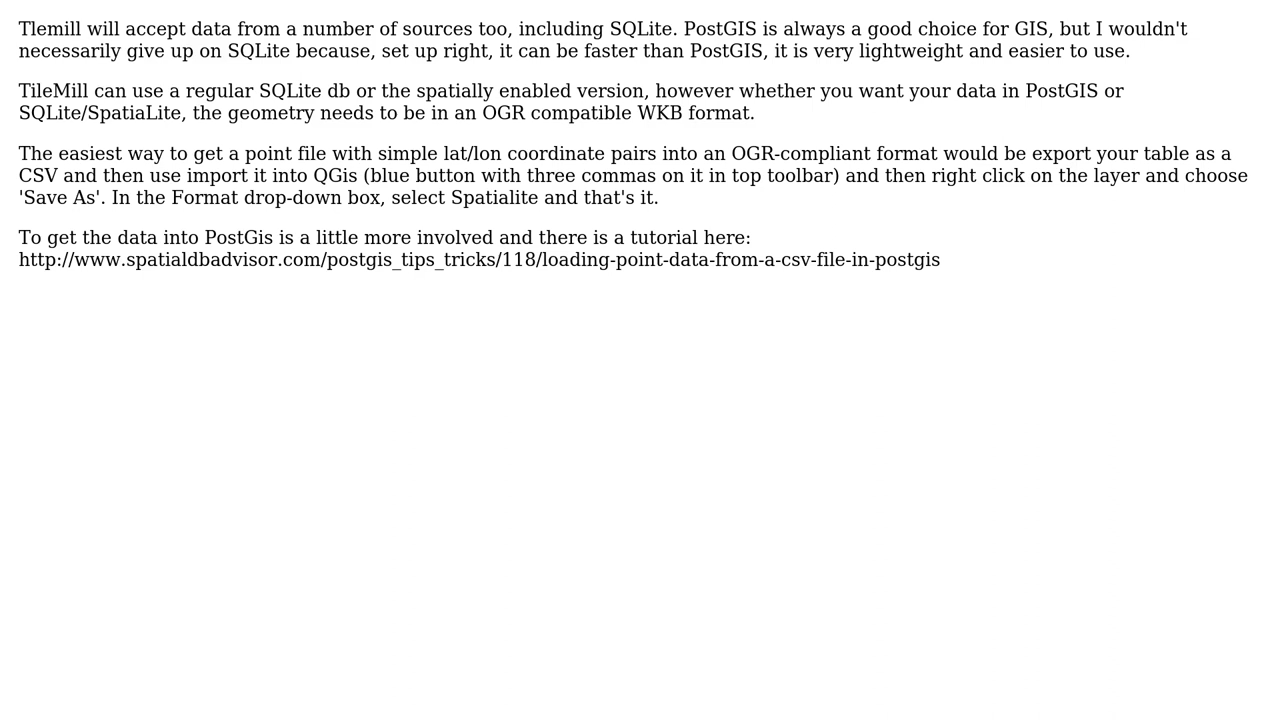 Tlemill will accept data from a number of sources too, including SQLite. PostGIS is always a good choice for GIS, but I wouldn't
necessarily give up on SQLite because, set up right, it can be faster than PostGIS, it is very lightweight and easier to use.
TileMill can use a regular SQLite db or the spatially enabled version, however whether you want your data in PostGIS or
SQLite/SpatiaLite, the geometry needs to be in an OGR compatible WKB format.
The easiest way to get a point file with simple lat/lon coordinate pairs into an OGR-compliant format would be export your table as a
CSV and then use import it into QGis (blue button with three commas on it in top toolbar) and then right click on the layer and choose
'Save As'. In the Format drop-down box, select Spatialite and that's it.
To get the data into PostGis is a little more involved and there is a tutorial here:
http://www.spatialdbadvisor.com/postgis_tips_tricks/118/loading-point-data-from-a-csv-file-in-postgis